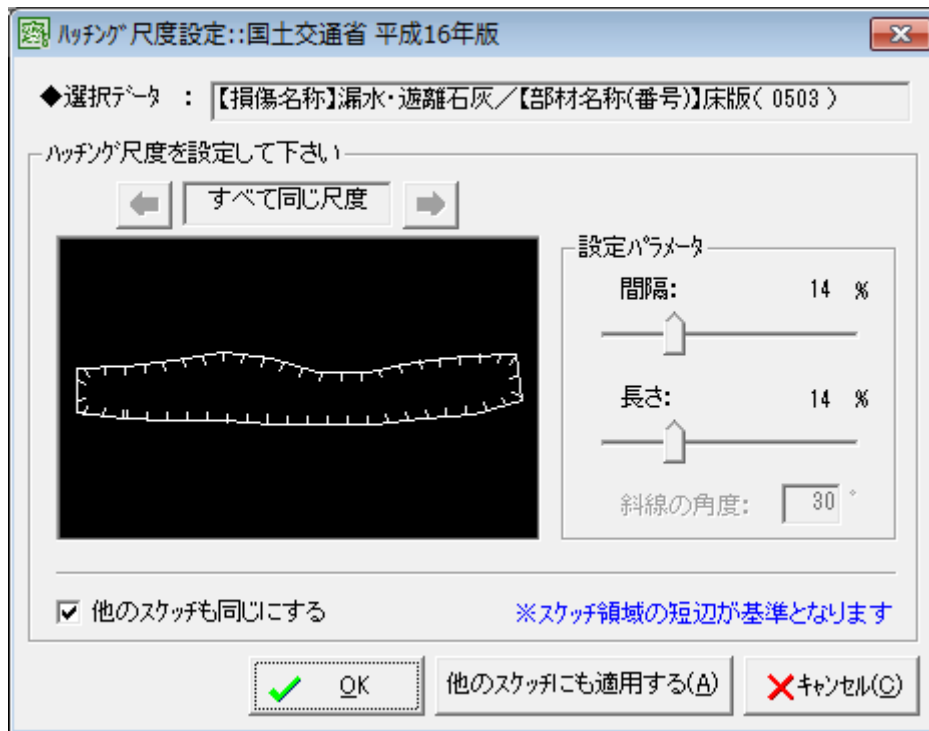 ﾊｯﾁﾝｸﾞ尺度設定::国土交通省 平成16年版
◆選択ﾃﾞｰﾀ ： 【損傷名称】漏水・遊離石灰／【部材名称(番号)】床版( 0503 )
ﾊｯﾁﾝｸﾞ尺度を設定して下さい
すべて同じ尺度
設定ﾊﾟﾗﾒｰﾀ
間隔: 14 %
長さ: 14 %
斜線の角度: 30 °
他のｽｹｯﾁも同じにする
※ｽｹｯﾁ領域の短辺が基準となります
OK
他のｽｹｯﾁにも適用する(A)
ｷｬﾝｾﾙ(C)